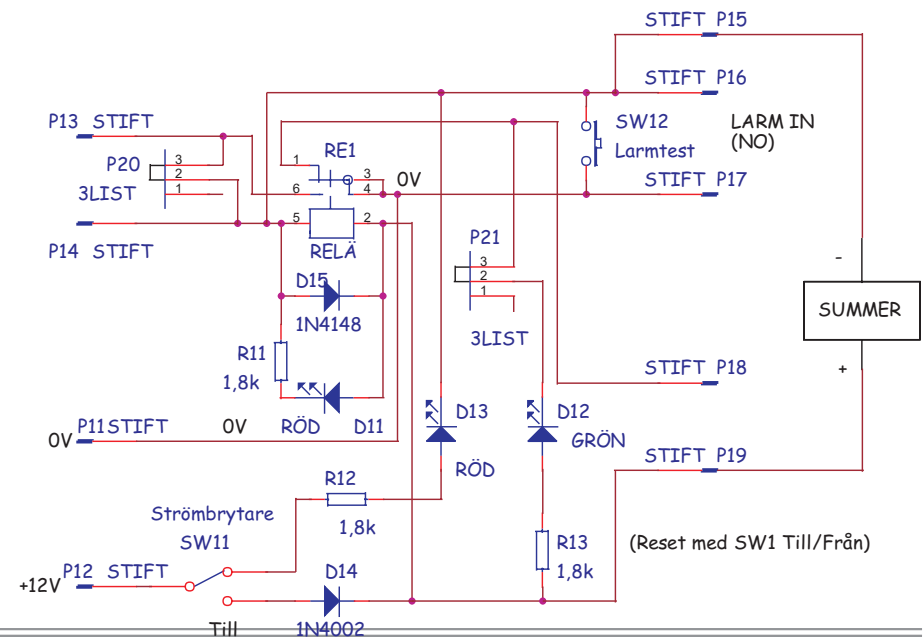 STIFT P15
STIFT P16
P13 STIFT
SW12
LARM IN
(NO)
Larmtest
P20
3
2
1
3LIST
RE1
1
3
6
4
0V
STIFT P17
P14 STIFT
5
2
RELÄ
P21
3
2
1
3LIST
D15
1N4148
-
SUMMER
+
R11
1,8k
STIFT P18
RÖD
D11
D13
RÖD
D12
GRÖN
0V
P11STIFT
0V
STIFT P19
R12
1,8k
Strömbrytare
SW11
R13
1,8k
(Reset med SW1 Till/Från)
+12V
P12 STIFT
D14
1N4002
Till